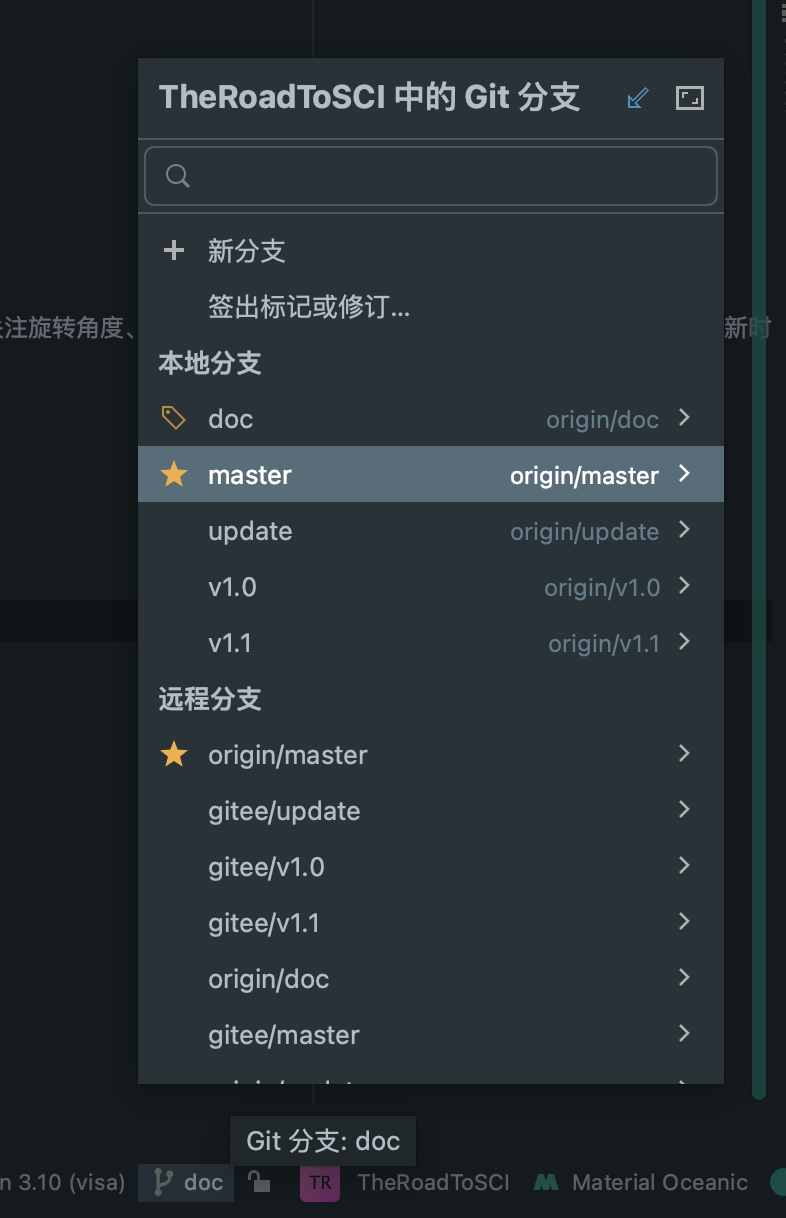 TheRoadToSCI 中的 Git 分支
新分支
签出标记或修订...
注旋转角度、
新时
本地分支
doc origin/doc
master origin/master
update origin/update
v1.0 origin/v1.0
v1.1 origin/v1.1
远程分支
origin/master
gitee/update
gitee/v1.0
gitee/v1.1
origin/doc
gitee/master
Git 分支: doc
n 3.10 (visa) doc TR TheRoadToSCI Material Oceanic